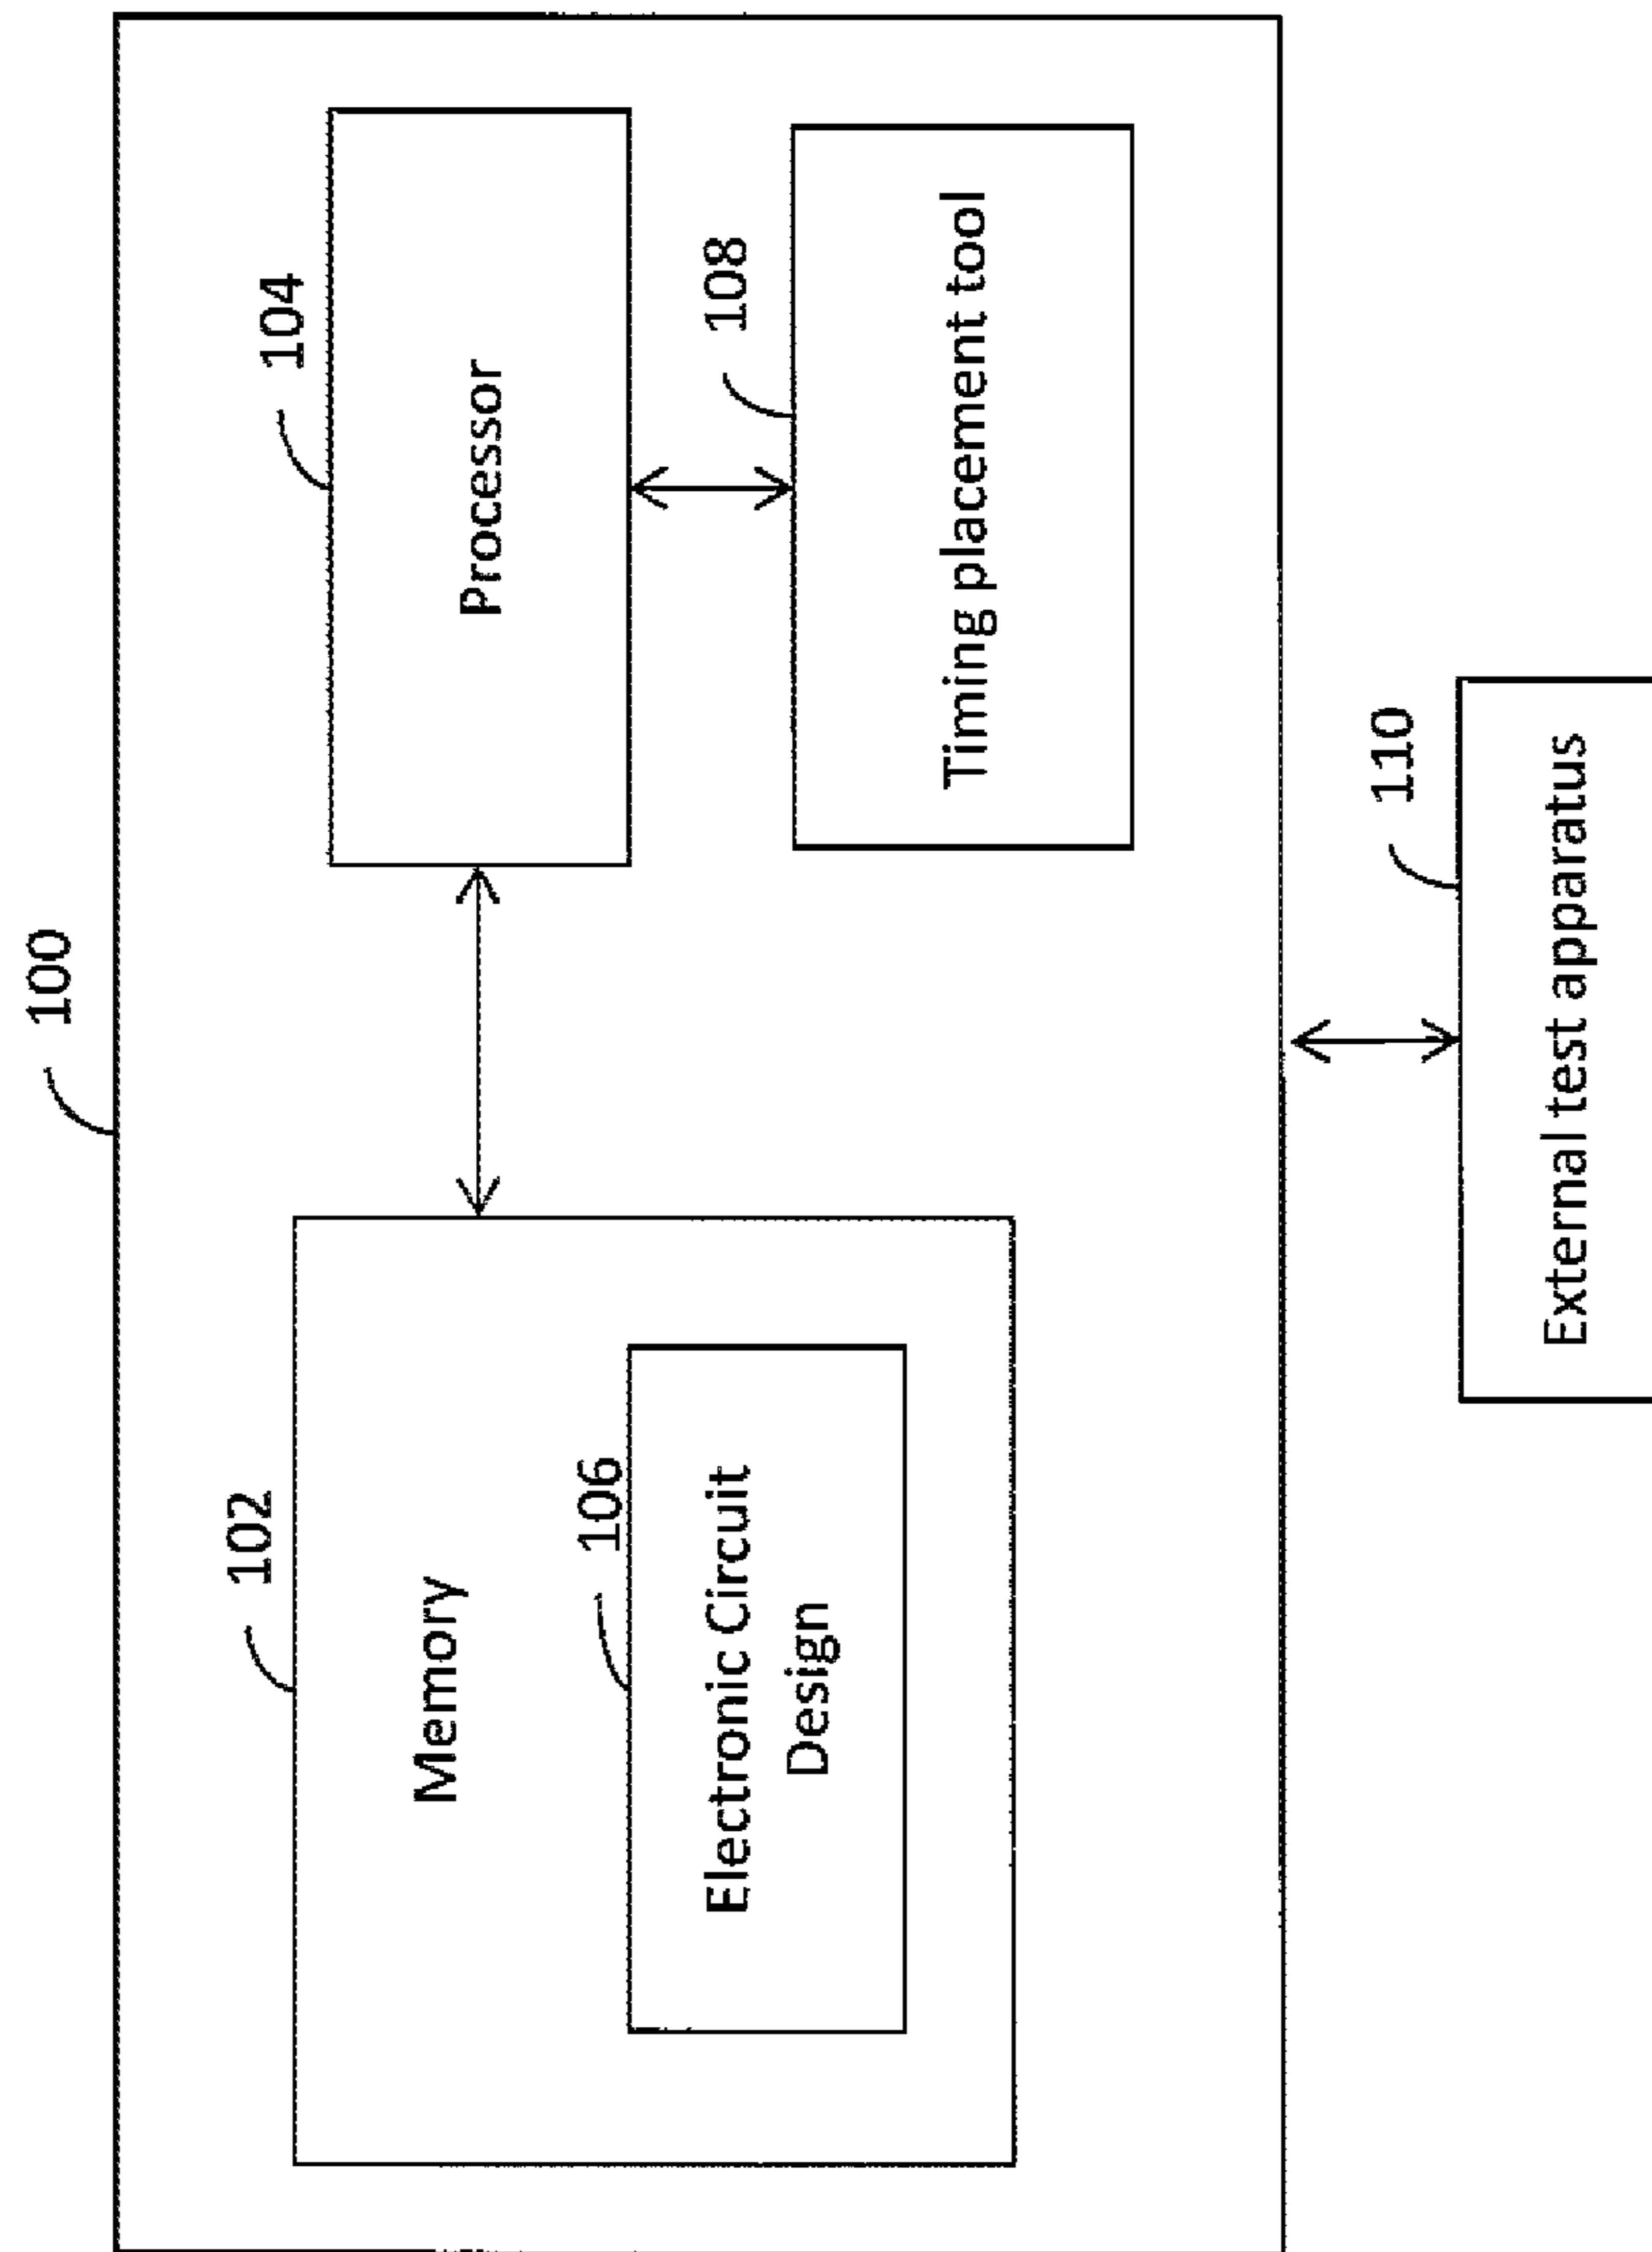 100
102
Memory
106
Electronic Circuit
Design
104
Processor
108
Timing placement tool
110
External test apparatus